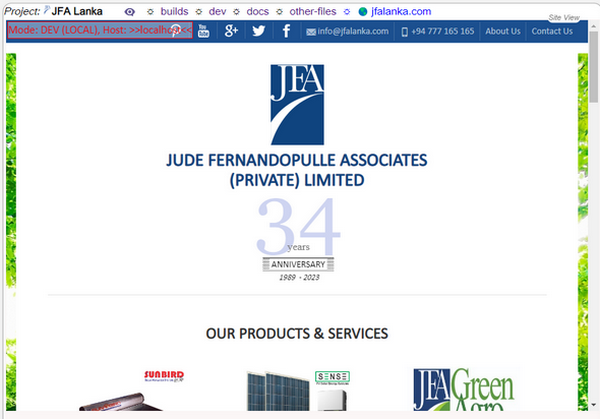 Project: JFA Lanka builds dev docs other-files jfalanka.com
Site View
Mode: DEV (LOCAL), Host: >>localhost<<
You Tube g+ f info@jfalanka.com +94 777 165 165 About Us Contact Us
JFA
JUDE FERNANDOPULLE ASSOCIATES
(PRIVATE) LIMITED
34
years
ANNIVERSARY
1989 - 2023
OUR PRODUCTS & SERVICES
SUNBIRD
SENSE
JFA Green
Agro